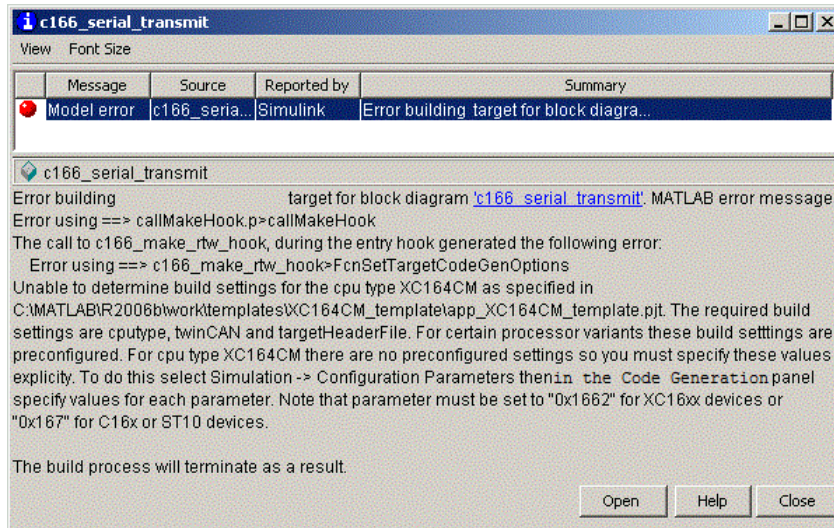 c166_serial_transmit
View Font Size
Message Source Reported by Summary
Model error c166_seria... Simulink Error building target for block diagra...
c166_serial_transmit
Error building target for block diagram 'c166_serial_transmit'. MATLAB error message
Error using ==> callMakeHook.p>callMakeHook
The call to c166_make_rtw_hook, during the entry hook generated the following error:
Error using ==> c166_make_rtw_hook>FcnSetTargetCodeGenOptions
Unable to determine build settings for the cpu type XC164CM as specified in
C:\MATLAB\R2006b\work\templates\XC164CM_template\app_XC164CM_template.pjt. The required build
settings are cputype, twinCAN and targetHeaderFile. For certain processor variants these build setttings are
preconfigured. For cpu type XC164CM there are no preconfigured settings so you must specify these values
explicity. To do this select Simulation -> Configuration Parameters then in the Code Generation panel
specify values for each parameter. Note that parameter must be set to "0x1662" for XC16xx devices or
"0x167" for C16x or ST10 devices.
The build process will terminate as a result.
Open Help Close